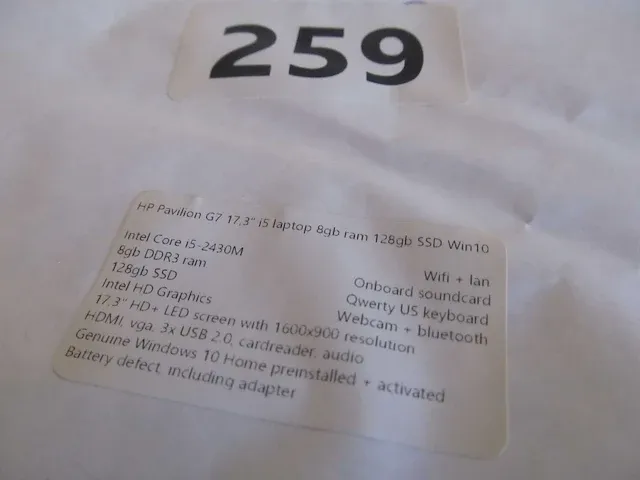 259
HP Pavilion G7 17,3" i5 laptop 8gb ram 128gb SSD Win10
Intel Core i5-2430M
Wifi + lan
8gb DDR3 ram
Onboard soundcard
128gb SSD
Qwerty US keyboard
Intel HD Graphics
Webcam + bluetooth
17.3" HD+ LED screen with 1600x900 resolution
HDMI, vga. 3x USB 2.0, cardreader. audio
Genuine Windows 10 Home preinstalled + activated
Battery defect, including adapter